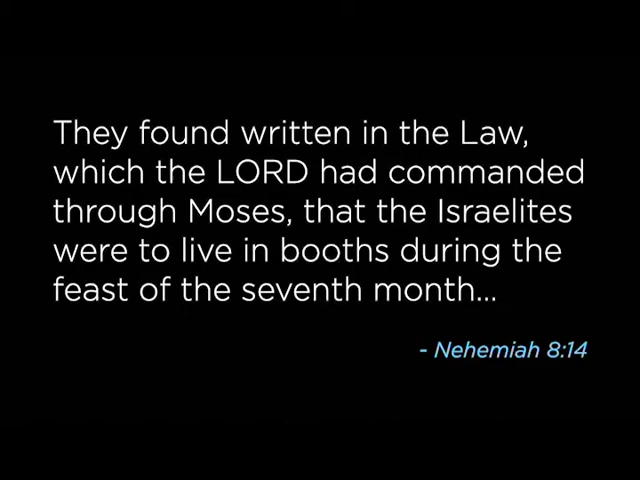 They found written in the Law,
which the LORD had commanded
through Moses, that the Israelites
were to live in booths during the
feast of the seventh month...
- Nehemiah 8:14